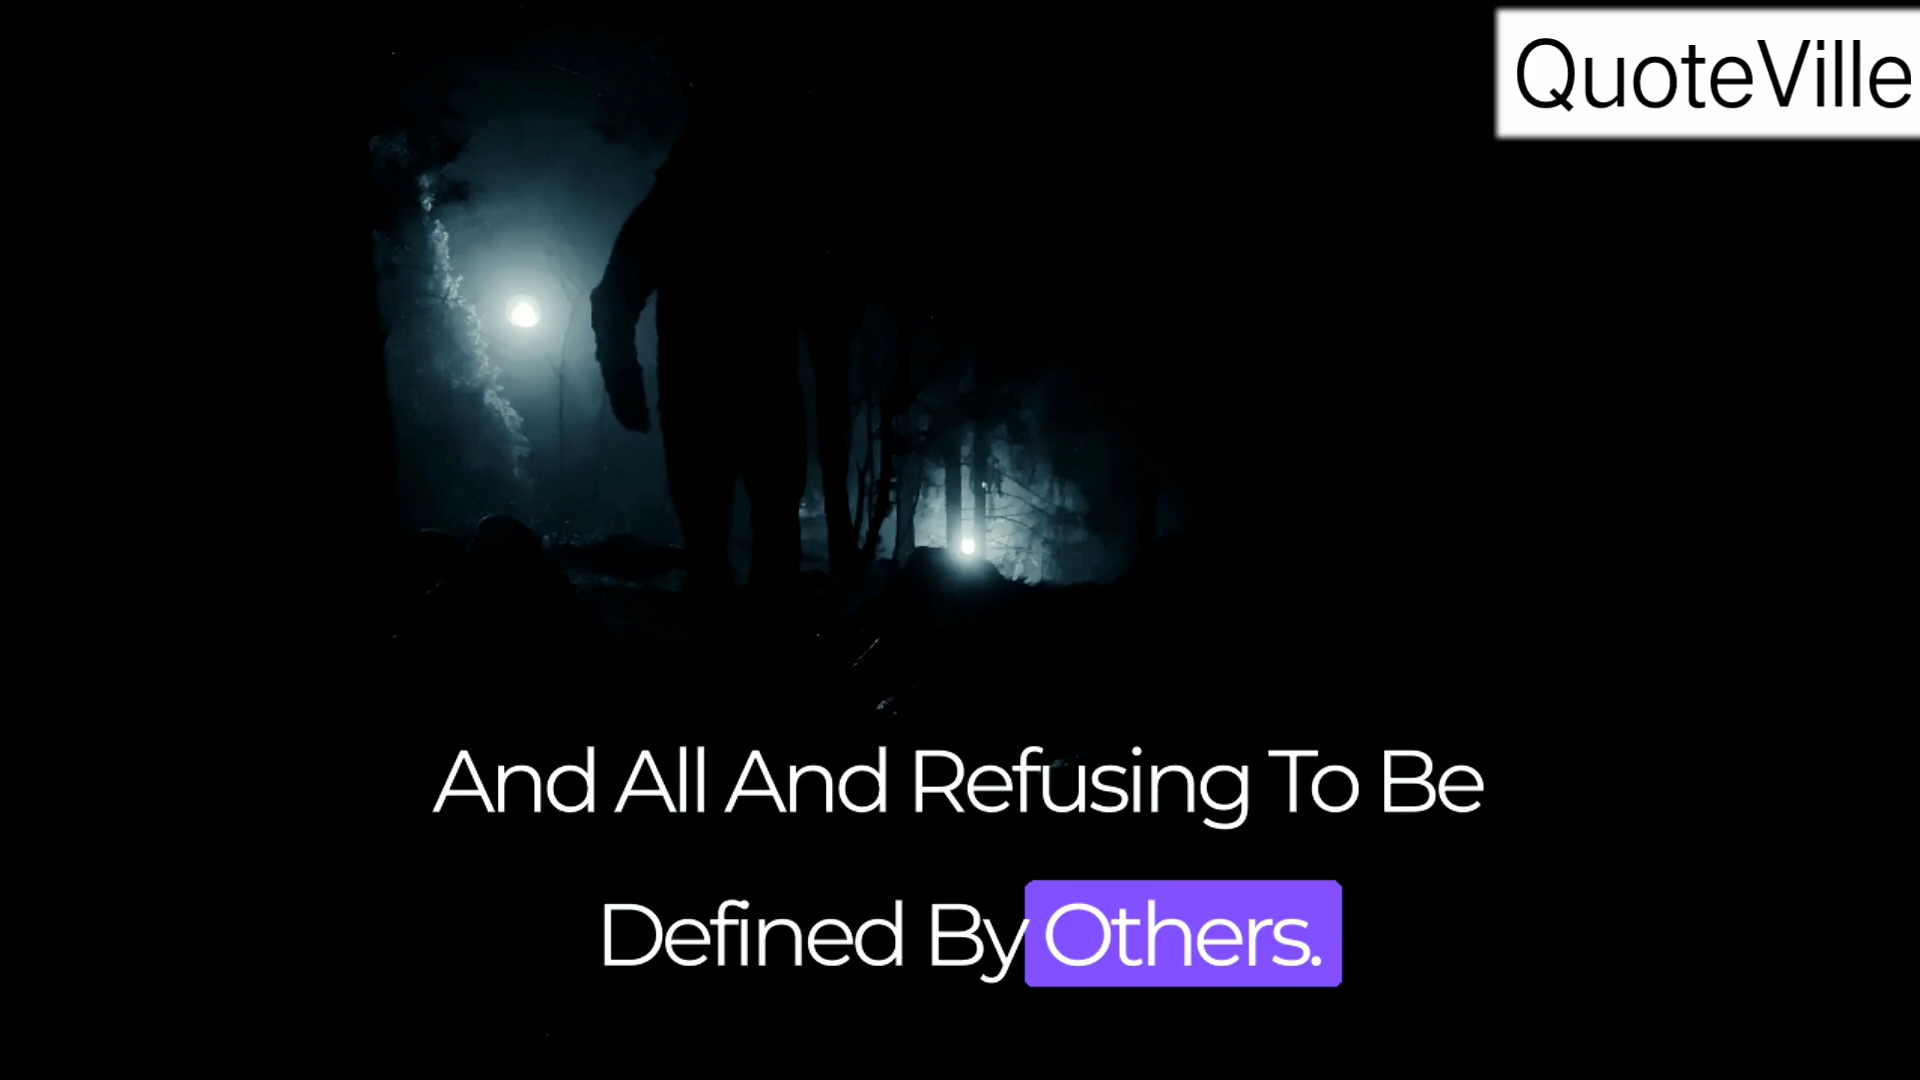 QuoteVille
And All And Refusing To Be
Defined By Others.